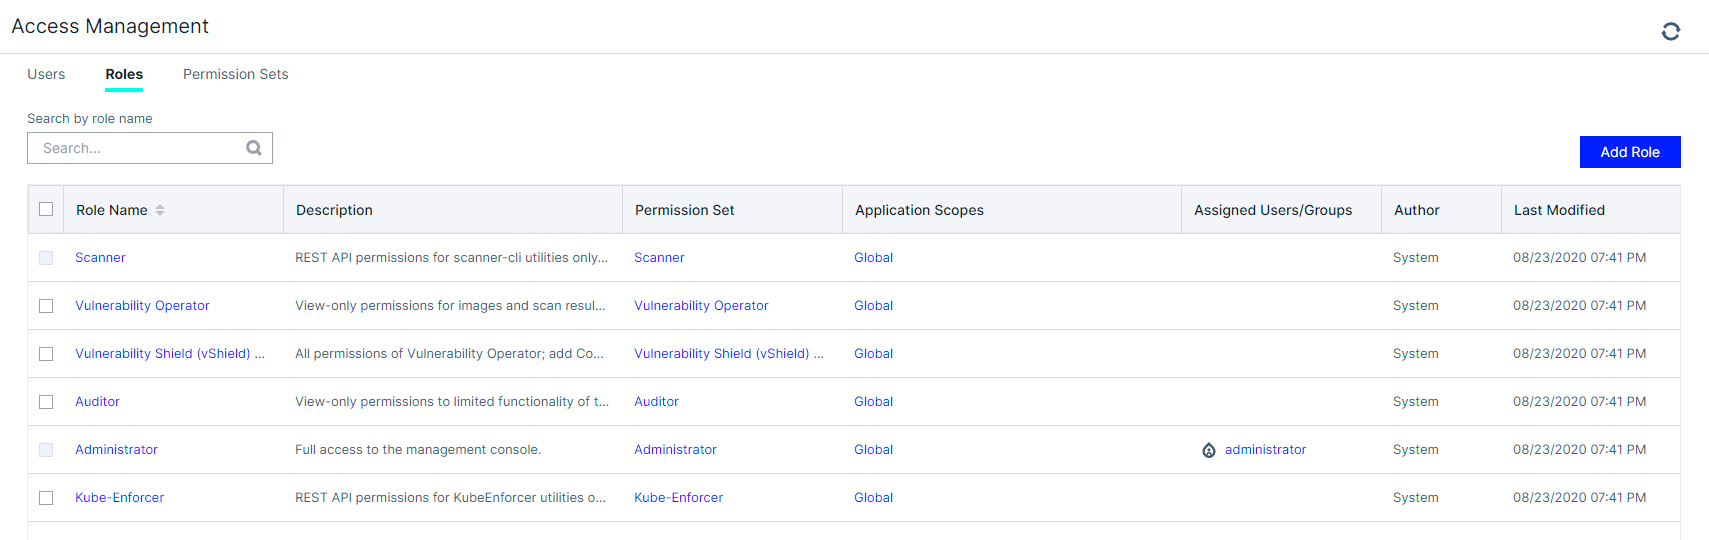 Access Management
Users Roles Permission Sets
Search by role name
Search...
Add Role
Role Name Description Permission Set Application Scopes Assigned Users/Groups Author Last Modified
Scanner REST API permissions for scanner-cli utilities only... Scanner Global System 08/23/2020 07:41 PM
Vulnerability Operator View-only permissions for images and scan resul... Vulnerability Operator Global System 08/23/2020 07:41 PM
Vulnerability Shield (vShield) ... All permissions of Vulnerability Operator; add Co... Vulnerability Shield (vShield) ... Global System 08/23/2020 07:41 PM
Auditor View-only permissions to limited functionality of t... Auditor Global System 08/23/2020 07:41 PM
Administrator Full access to the management console. Administrator Global administrator System 08/23/2020 07:41 PM
Kube-Enforcer REST API permissions for KubeEnforcer utilities o... Kube-Enforcer Global System 08/23/2020 07:41 PM